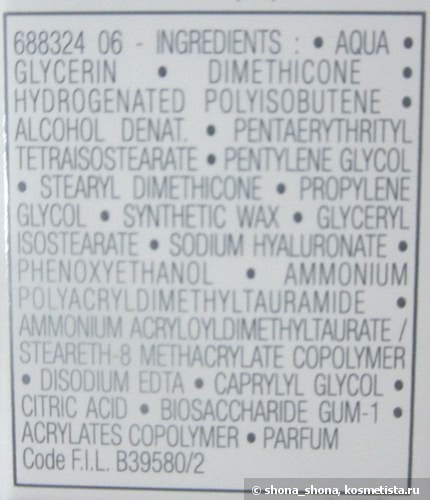 688324 06 - INGREDIENTS : • AQUA •
GLYCERIN • DIMETHICONE •
HYDROGENATED POLYISOBUTENE •
ALCOHOL DENAT. • PENTAERYTHRITYL
TETRAISOSTEARATE • PENTYLENE GLYCOL
• STEARYL DIMETHICONE • PROPYLENE
GLYCOL • SYNTHETIC WAX • GLYCERYL
ISOSTEARATE • SODIUM HYALURONATE •
PHENOXYETHANOL • AMMONIUM
POLYACRYLDIMETHYLTAURAMIDE •
AMMONIUM ACRYLOYLDIMETHYLTAURATE /
STEARETH-8 METHACRYLATE COPOLYMER
• DISODIUM EDTA • CAPRYLYL GLYCOL •
CITRIC ACID • BIOSACCHARIDE GUM-1 •
ACRYLATES COPOLYMER • PARFUM
Code F.I.L. B39580/2
© shona_shona, kosmetista.ru